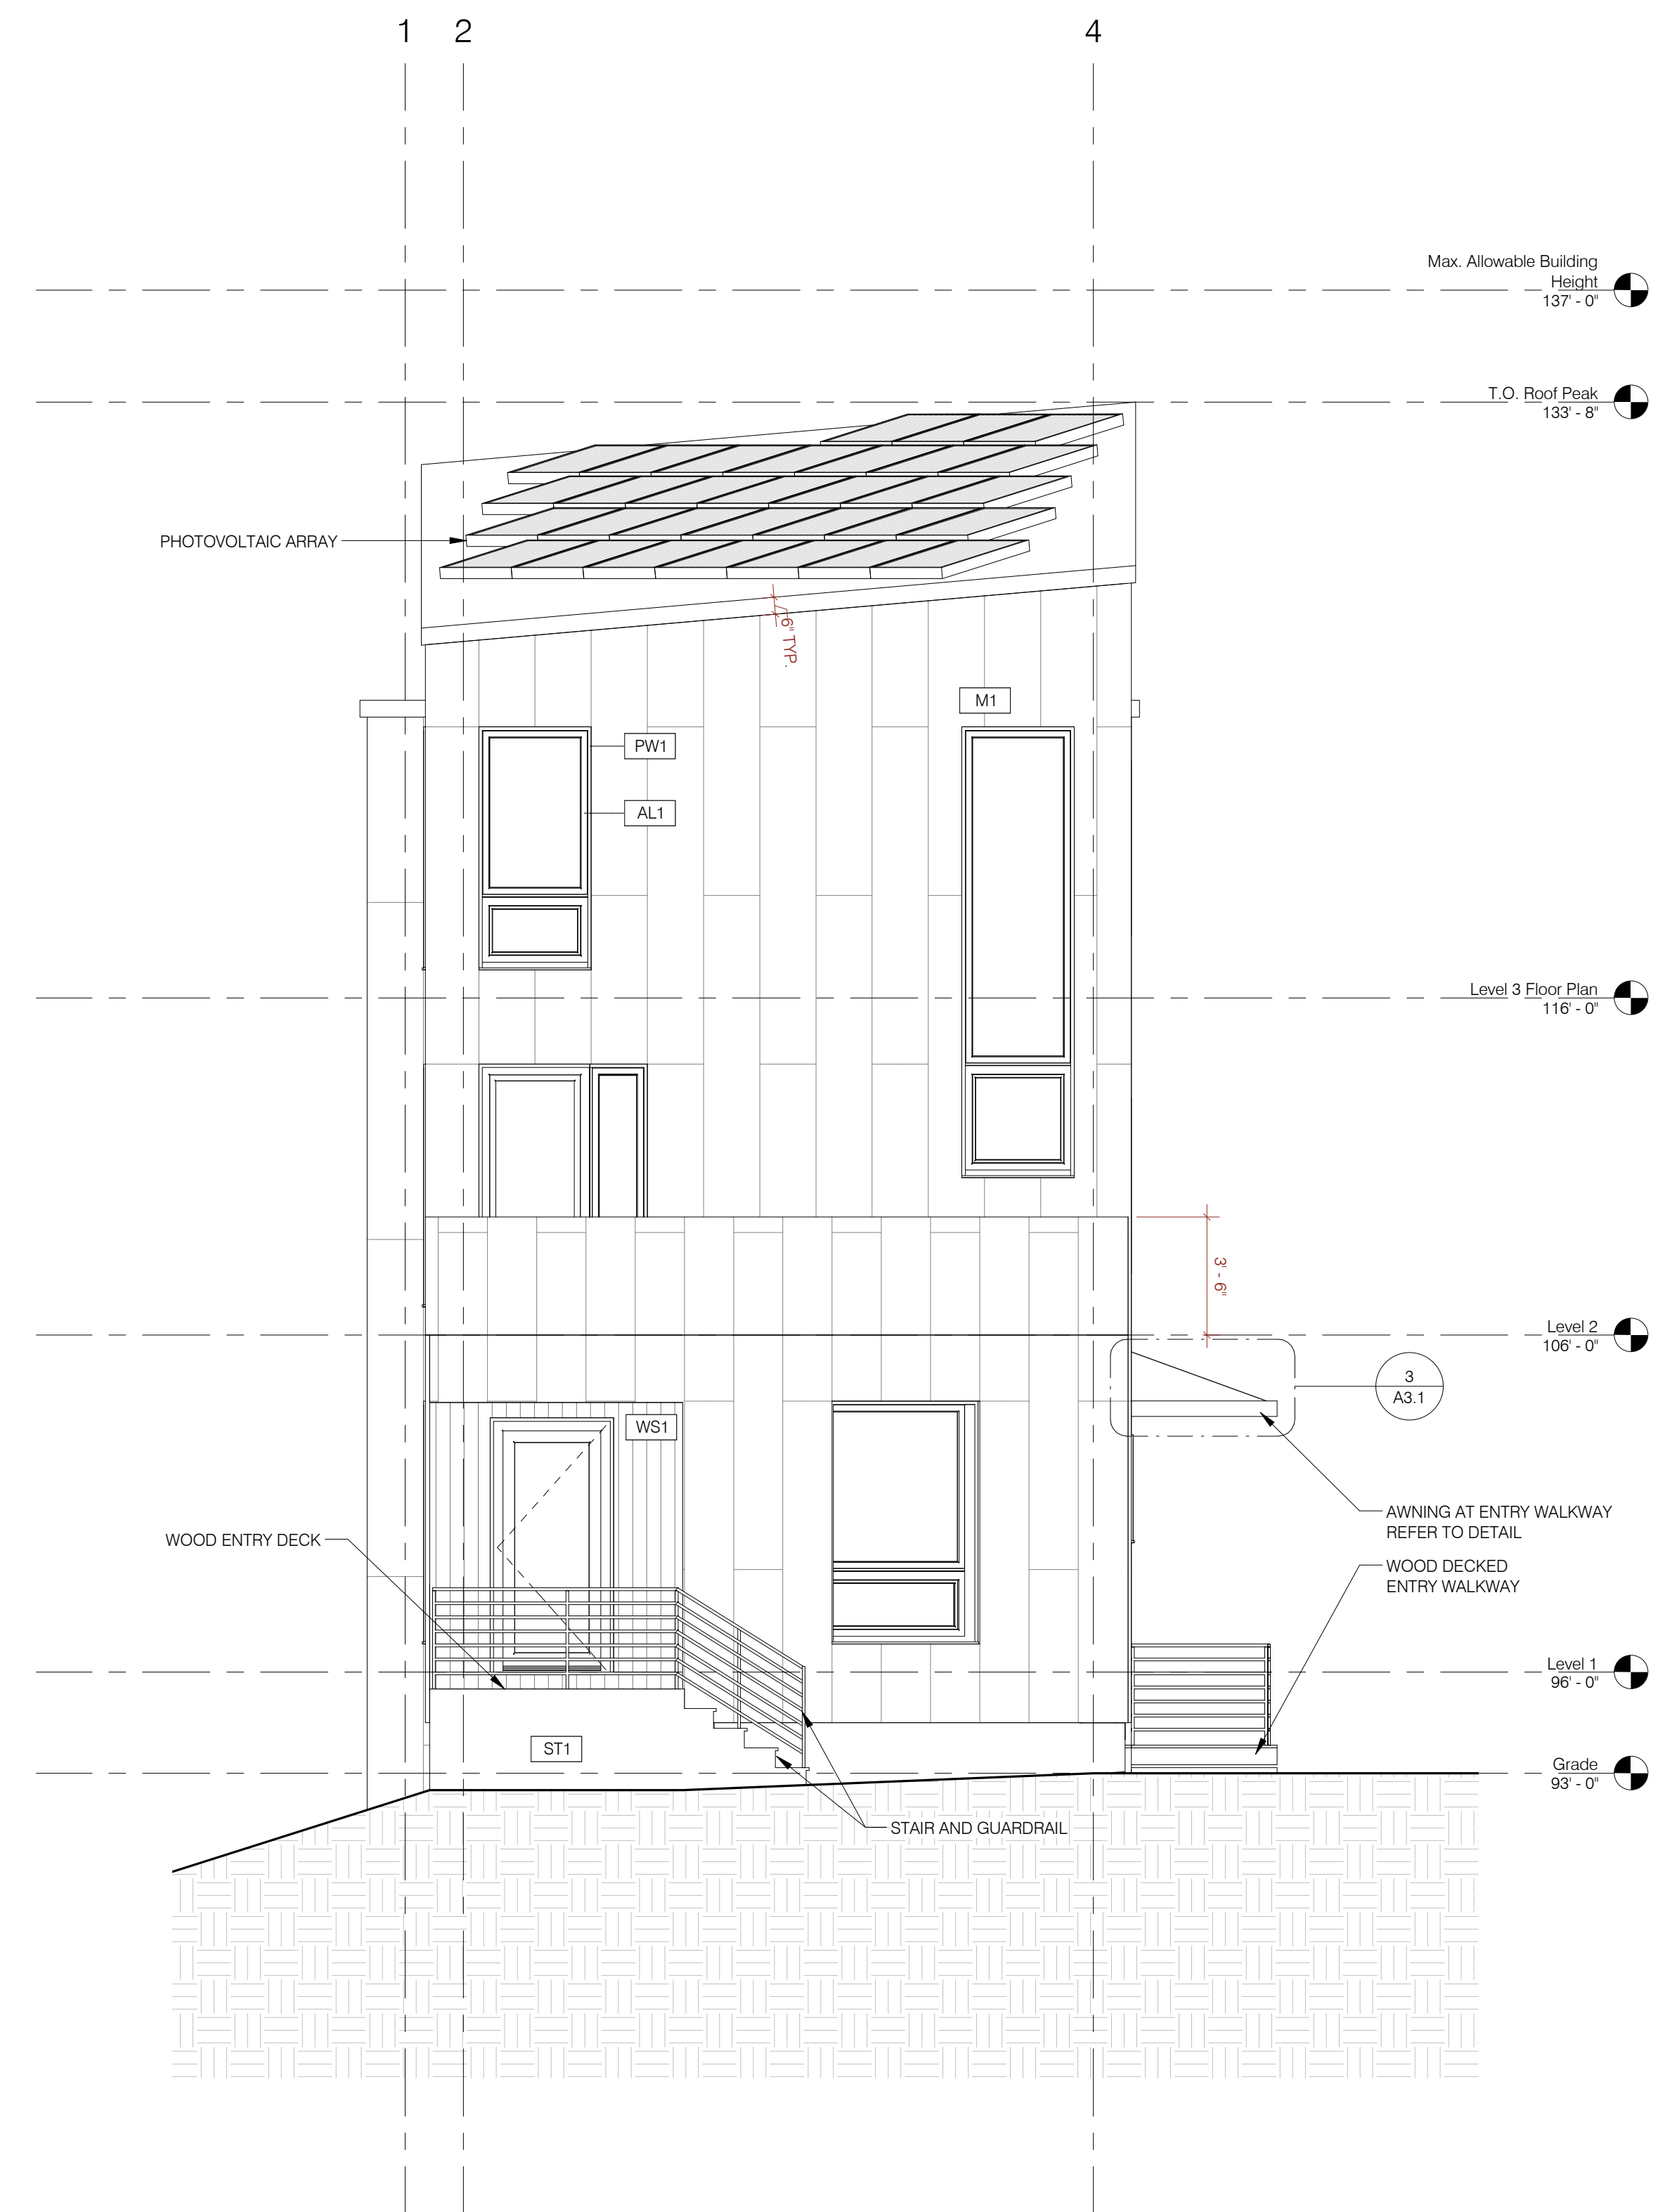 1 2 4
Max. Allowable Building
Height
137' - 0"
T.O. Roof Peak
133' - 8"
PHOTOVOLTAIC ARRAY
6" TYP.
M1
PW1
AL1
Level 3 Floor Plan
116' - 0"
3' - 6"
Level 2
106' - 0"
3
A3.1
WS1
AWNING AT ENTRY WALKWAY
REFER TO DETAIL
WOOD ENTRY DECK
WOOD DECKED
ENTRY WALKWAY
Level 1
96' - 0"
ST1
Grade
93' - 0"
STAIR AND GUARDRAIL